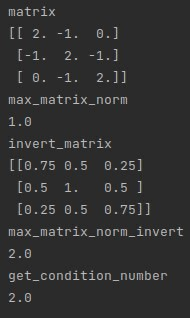 matrix
[[ 2. -1.  0.]
 [-1.  2. -1.]
 [ 0. -1.  2.]]
max_matrix_norm
1.0
invert_matrix
[[0.75 0.5  0.25]
 [0.5  1.   0.5 ]
 [0.25 0.5  0.75]]
max_matrix_norm_invert
2.0
get_condition_number
2.0